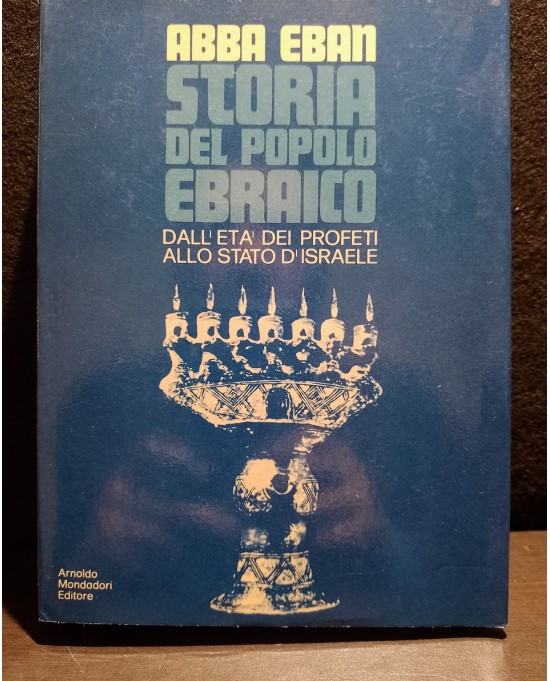 ABBA EBAN
STORIA
DEL POPOLO
EBRAICO
DALL'ETA' DEI PROFETI
ALLO STATO D'ISRAELE
Arnoldo
Mondadori
Editore